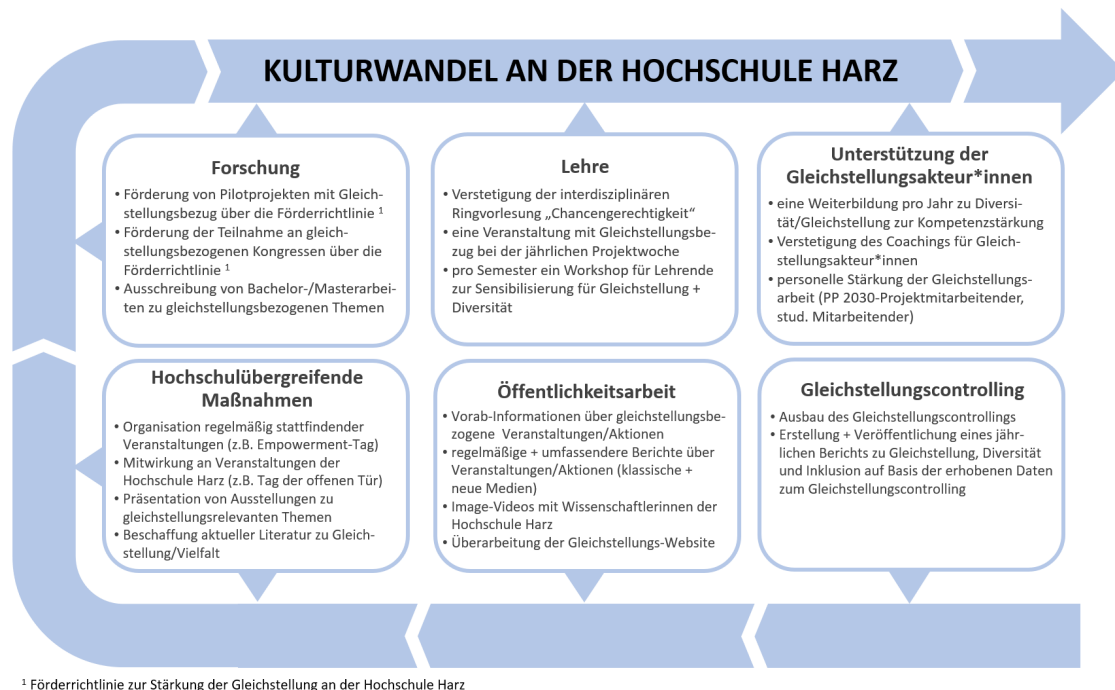 KULTURWANDEL AN DER HOCHSCHULE HARZ
Forschung
• Förderung von Pilotprojekten mit Gleich-
stellungsbezug über die Förderrichtlinie ¹
• Förderung der Teilnahme an gleich-
stellungsbezogenen Kongressen über die
Förderrichtlinie ¹
• Ausschreibung von Bachelor-/Masterarbei-
ten zu gleichstellungsbezogenen Themen
Lehre
• Verstetigung der interdisziplinären
Ringvorlesung „Chancengerechtigkeit“
• eine Veranstaltung mit Gleichstellungsbe-
zug bei der jährlichen Projektwoche
• pro Semester ein Workshop für Lehrende
zur Sensibilisierung für Gleichstellung +
Diversität
Unterstützung der
Gleichstellungsakteur*innen
• eine Weiterbildung pro Jahr zu Diversi-
tät/Gleichstellung zur Kompetenzstärkung
• Verstetigung des Coachings für Gleich-
stellungsakteur*innen
• personelle Stärkung der Gleichstellungs-
arbeit (PP 2030-Projektmitarbeitender,
stud. Mitarbeitender)
Hochschulübergreifende
Maßnahmen
• Organisation regelmäßig stattfindender
Veranstaltungen (z.B. Empowerment-Tag)
• Mitwirkung an Veranstaltungen der
Hochschule Harz (z.B. Tag der offenen Tür)
• Präsentation von Ausstellungen zu
gleichstellungsrelevanten Themen
• Beschaffung aktueller Literatur zu Gleich-
stellung/Vielfalt
Öffentlichkeitsarbeit
• Vorab-Informationen über gleichstellungsbe-
zogene Veranstaltungen/Aktionen
• regelmäßige + umfassendere Berichte über
Veranstaltungen/Aktionen (klassische +
neue Medien)
• Image-Videos mit Wissenschaftlerinnen der
Hochschule Harz
• Überarbeitung der Gleichstellungs-Website
Gleichstellungscontrolling
• Ausbau des Gleichstellungscontrollings
• Erstellung + Veröffentlichung eines jähr-
lichen Berichts zu Gleichstellung, Diversität
und Inklusion auf Basis der erhobenen Daten
zum Gleichstellungscontrolling
¹ Förderrichtlinie zur Stärkung der Gleichstellung an der Hochschule Harz